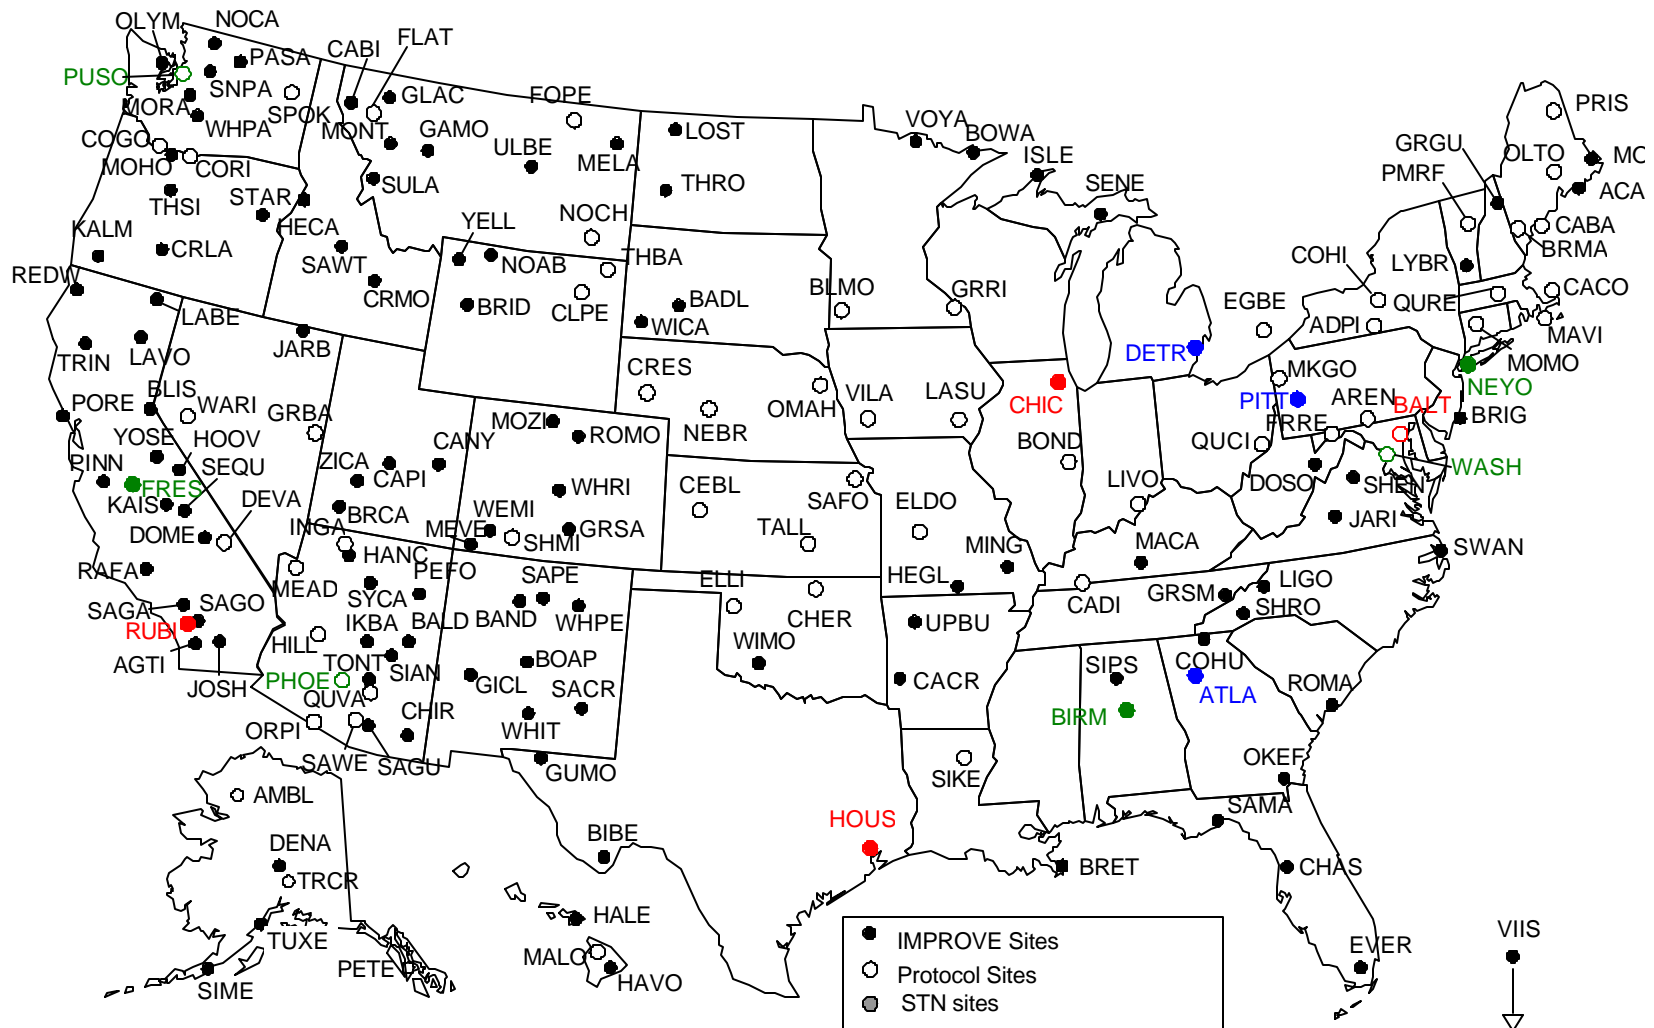 OLYM
NOCA
PASA
CABI
FLAT
PUSO
SNPA
MORA
SPOK
WHPA
GLAC
FOPE
MONT
GAMO
LOST
ULBE
MELA
COGO
MOHO
CORI
SULA
THRO
STAR
THSI
HECA
KALM
CRLA
SAWT
YELL
NOAB
NOCH
THBA
REDW
CRMO
BRID
CLPE
BADL
WICA
LABE
JARB
TRIN
LAVO
BLIS
WARI
GRBA
PORE
YOSE
HOOV
SEQU
PINN
FRES
KAIS
DEVA
DOME
RAFA
SAGA
SAGO
RUBI
AGTI
JOSH
ZICA
CANY
CAPI
BRCA
INGA
HANC
MEAD
SYCA
PEFO
IKBA
BALD
HILL
TONT
SIAN
PHOE
QUVA
CHIR
ORPI
SAWE
SAGU
MOZI
ROMO
WHRI
WEMI
MEVE
SHMI
GRSA
SAPE
BAND
WHPE
BOAP
GICL
SACR
WHIT
GUMO
BIBE
CRES
NEBR
OMAH
CEBL
SAFO
TALL
ELLI
CHER
WIMO
VOYA
BOWA
ISLE
SENE
BLMO
GRRI
VILA
LASU
ELDO
MING
HEGL
UPBU
CACR
SIKE
HOUS
BRET
CHIC
BOND
LIVO
MACA
CADI
DETR
EGBE
QUCI
PITT
MKGO
FRRE
AREN
BALT
WASH
DOSO
SHEN
JARI
SWAN
LIGO
GRSM
SHRO
COHU
SIPS
BIRM
ATLA
ROMA
OKEF
SAMA
CHAS
EVER
VIIS
PRIS
GRGU
OLTO
PMRF
MC
ACA
CABA
BRMA
COHI
LYBR
QURE
CACO
ADPI
MAVI
MOMO
NEYO
BRIG
AMBL
DENA
TRCR
TUXE
PETE
SIME
HALE
MALO
HAVO
IMPROVE Sites
Protocol Sites
STN sites